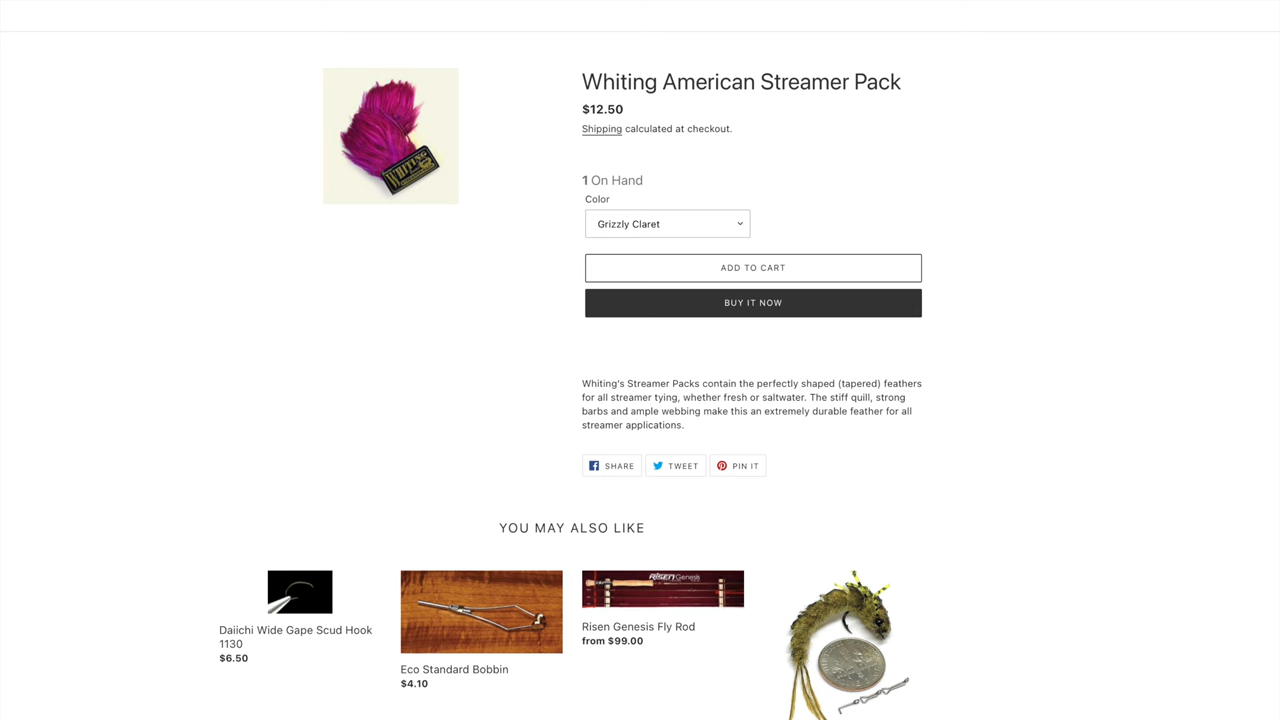 Whiting American Streamer Pack
$12.50
Shipping calculated at checkout.
1 On Hand
Color
Grizzly Claret
ADD TO CART
BUY IT NOW
Whiting's Streamer Packs contain the perfectly shaped (tapered) feathers
for all streamer tying, whether fresh or saltwater. The stiff quill, strong
barbs and ample webbing make this an extremely durable feather for all
streamer applications.
SHARE TWEET PIN IT
YOU MAY ALSO LIKE
WHITING
RISEN Genesis
Daiichi Wide Gape Scud Hook
1130
$6.50
Eco Standard Bobbin
$4.10
Risen Genesis Fly Rod
from $99.00